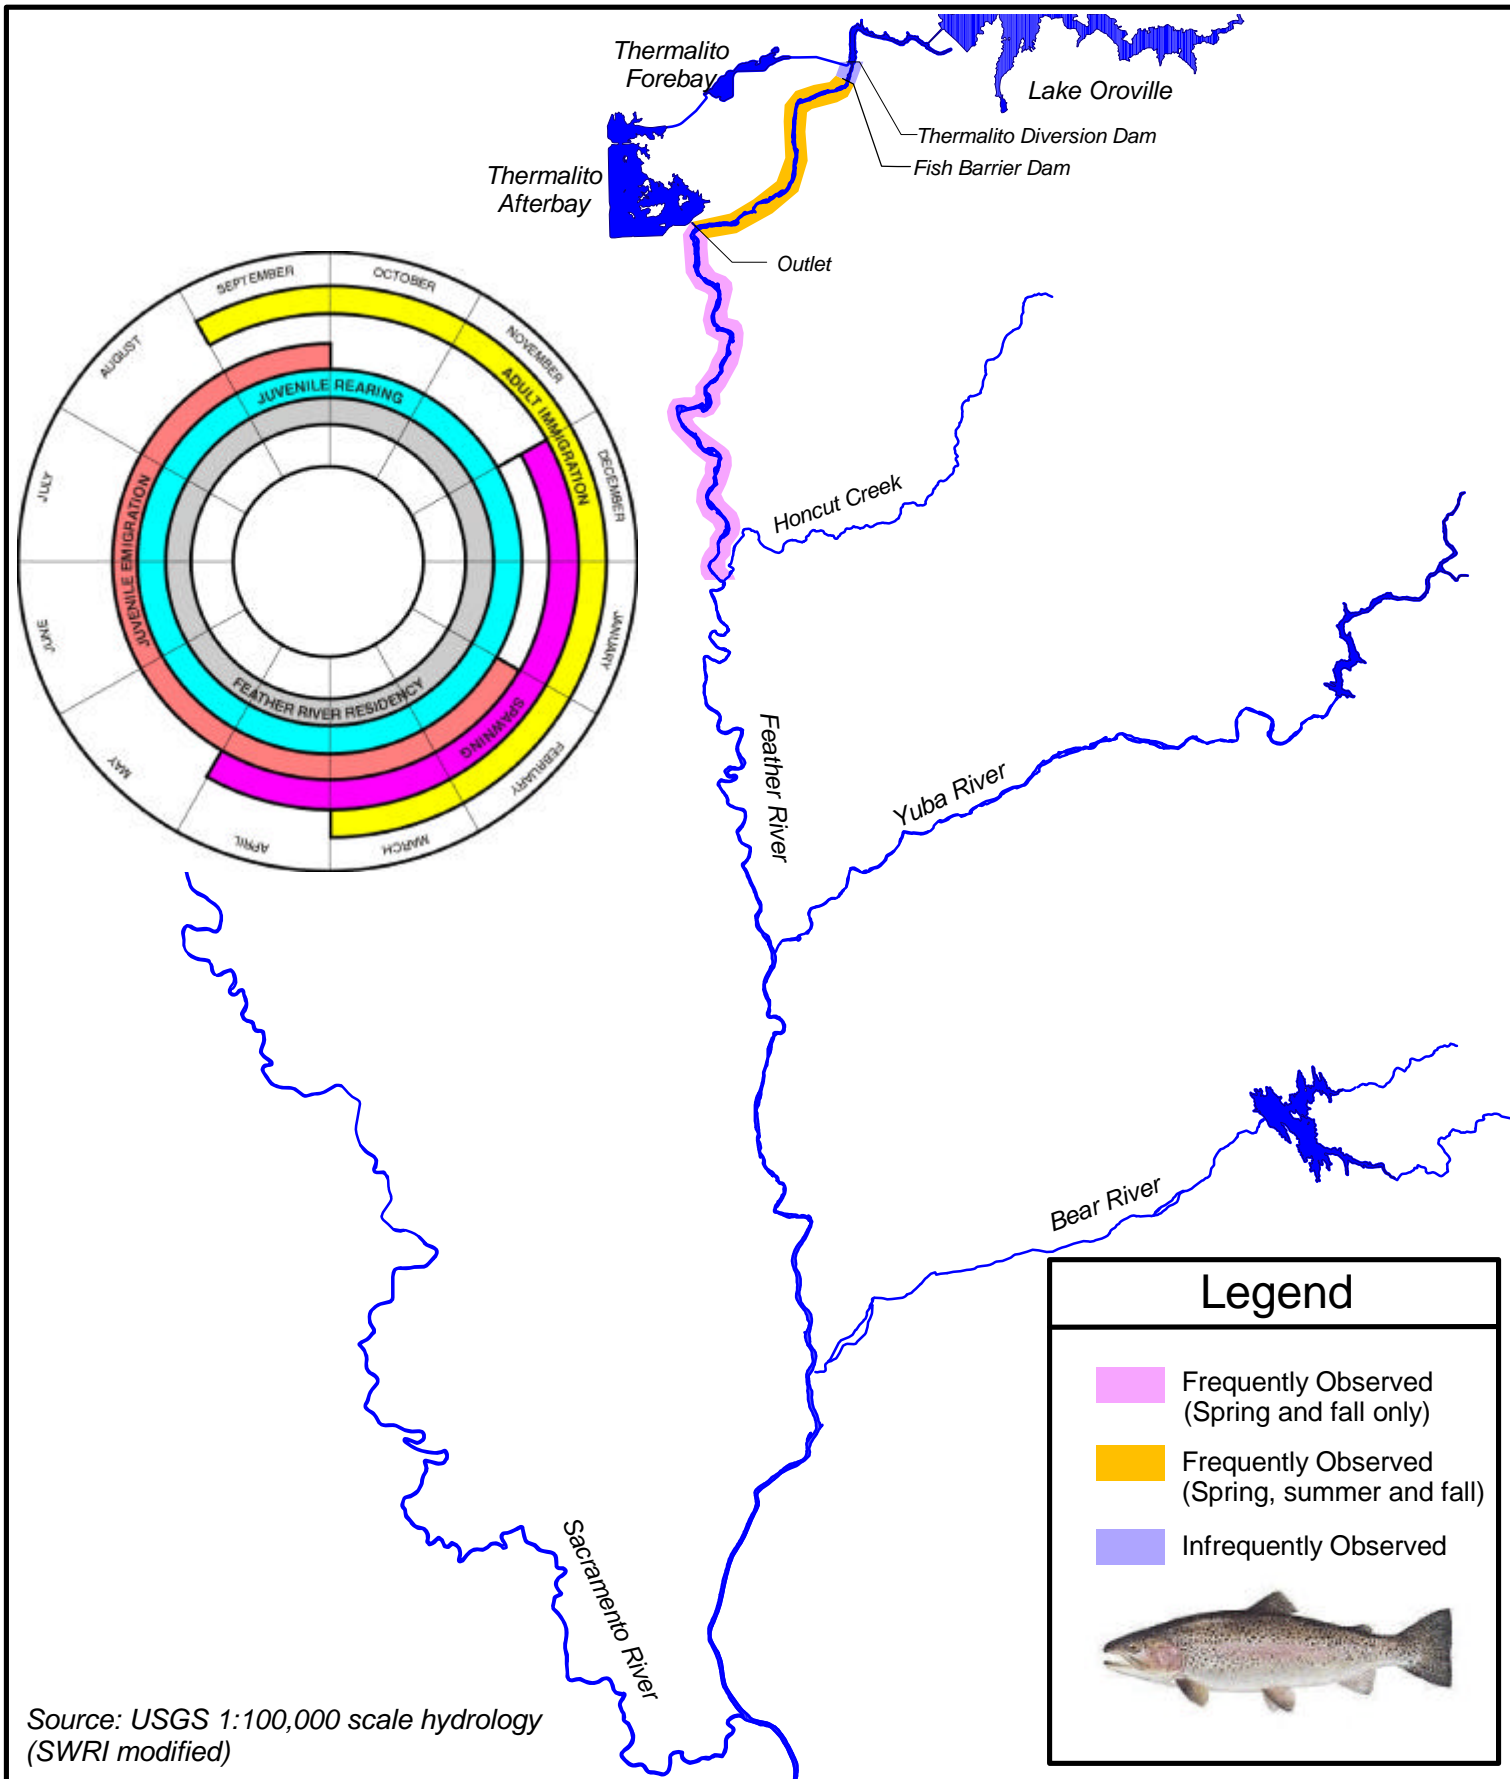 Thermalito
Forebay
Lake Oroville
Thermalito Diversion Dam
Fish Barrier Dam
Thermalito
Afterbay
Outlet
SEPTEMBER
OCTOBER
NOVEMBER
DECEMBER
JANUARY
FEBRUARY
MARCH
APRIL
MAY
JUNE
JULY
AUGUST
ADULT IMMIGRATION
JUVENILE REARING
JUVENILE EMIGRATION
FEATHER RIVER RESIDENCY
SPAWNING
Honcut Creek
Feather River
Yuba River
Bear River
Sacramento River
Legend
Frequently Observed
(Spring and fall only)
Frequently Observed
(Spring, summer and fall)
Infrequently Observed
Source: USGS 1:100,000 scale hydrology
(SWRI modified)